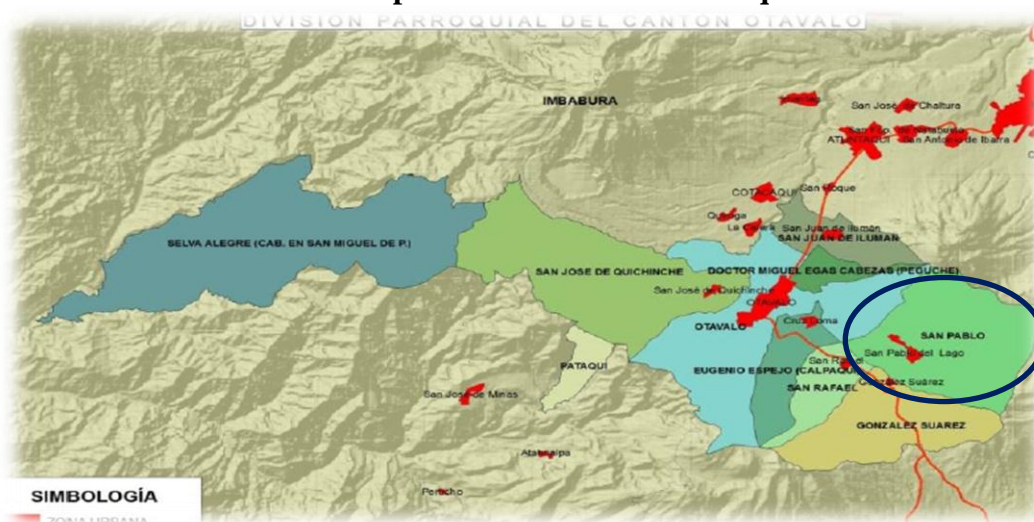 DIVISIÓN PARROQUIAL DEL CANTÓN OTAVALO
IMBABURA
San José de Chaltura
ATUNTAQUI
San Antonio de Ibarra
COTACAQUI
San Roque
Quiroga
San Juan de Iluman
SAN JUAN DE ILUMAN
SELVA ALEGRE (CAB. EN SAN MIGUEL DE P.)
SAN JOSE DE QUICHINCHE
DOCTOR MIGUEL EGAS CABEZAS (PEGUCHE)
San José de Quichinche
OTAVALO
OTAVALO
SAN PABLO
San Pablo del Lago
PATAQUI
San Rafael
EUGENIO ESPEJO (CALPAQUI
SAN RAFAEL
González Suárez
San José de Minas
GONZALEZ SUAREZ
Atahualpa
Perucho
SIMBOLOGÍA
ZONA URBANA